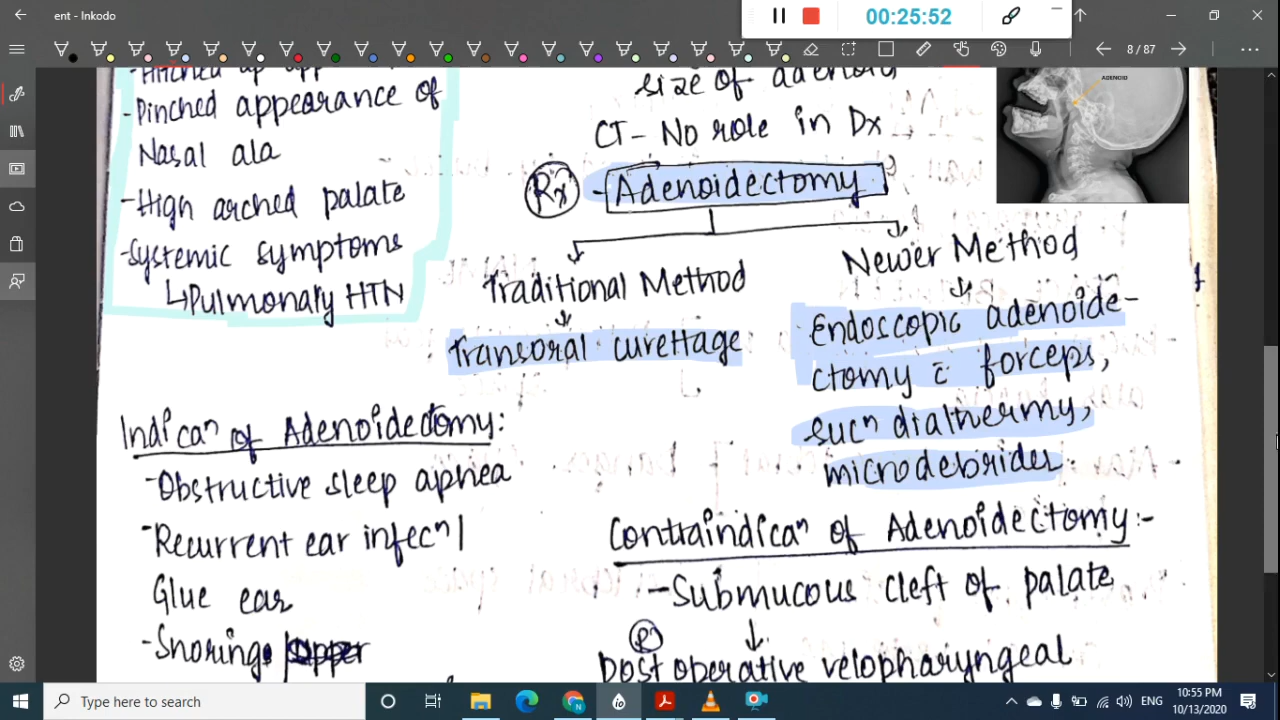 ent - Inkodo
00:25:52
8 / 87
Pinched appearance of
Nasal ala
- High arched palate
- Systemic symptoms
↳ Pulmonary HTN
size of adenoid
CT - No role in Dx
ADENOID
Rx - Adenoidectomy
Traditional Method
Transoral curettage
Newer Method
Endoscopic adenoide-
ctomy c̄ forceps,
sucⁿ diathermy,
microdebrider.
Indicaⁿ of Adenoidectomy:
- Obstructive sleep apnea
- Recurrent ear infecⁿ |
Glue ear
- Snoring
Contraindicaⁿ of Adenoidectomy :-
- Submucous cleft of palate
(R)
Post operative velopharyngeal
Type here to search
ENG
10:55 PM
10/13/2020